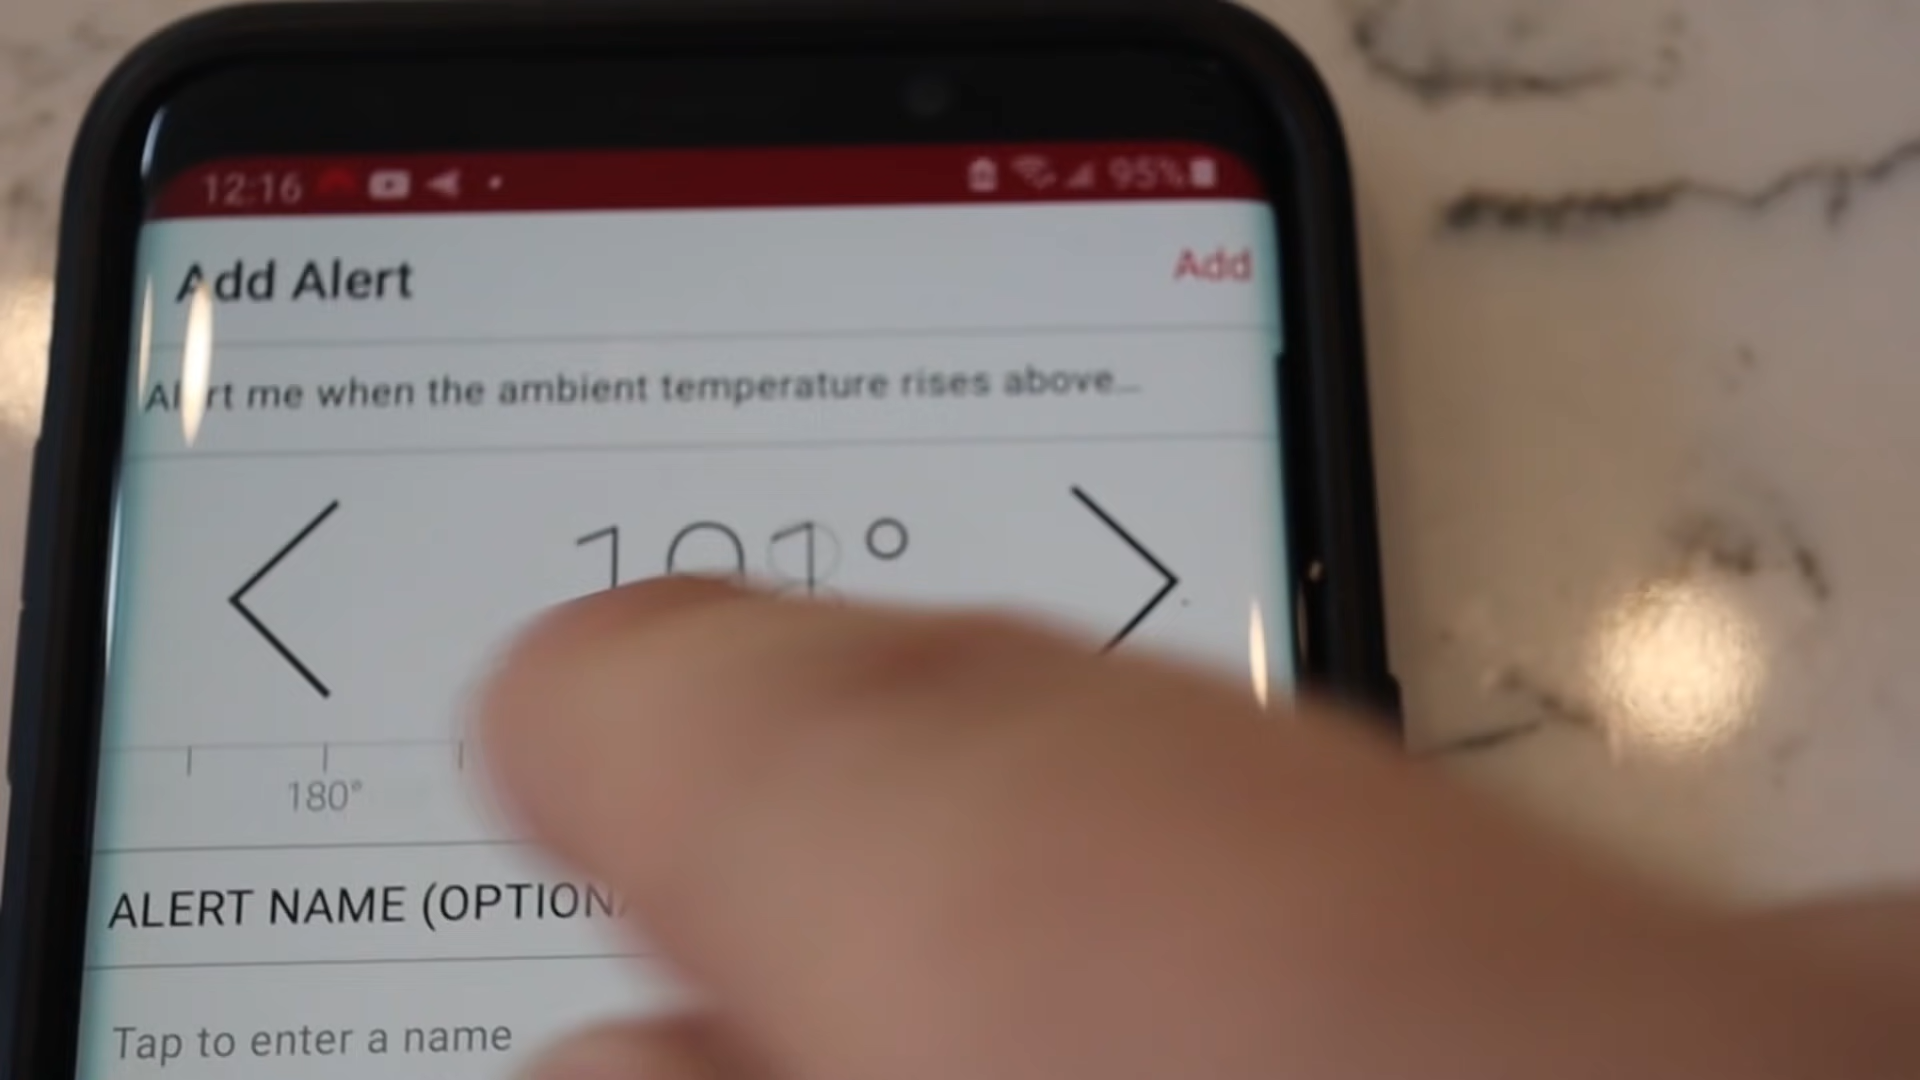 12:16 95%
Add Alert Add
Alert me when the ambient temperature rises above...
180°
ALERT NAME (OPTION
Tap to enter a name